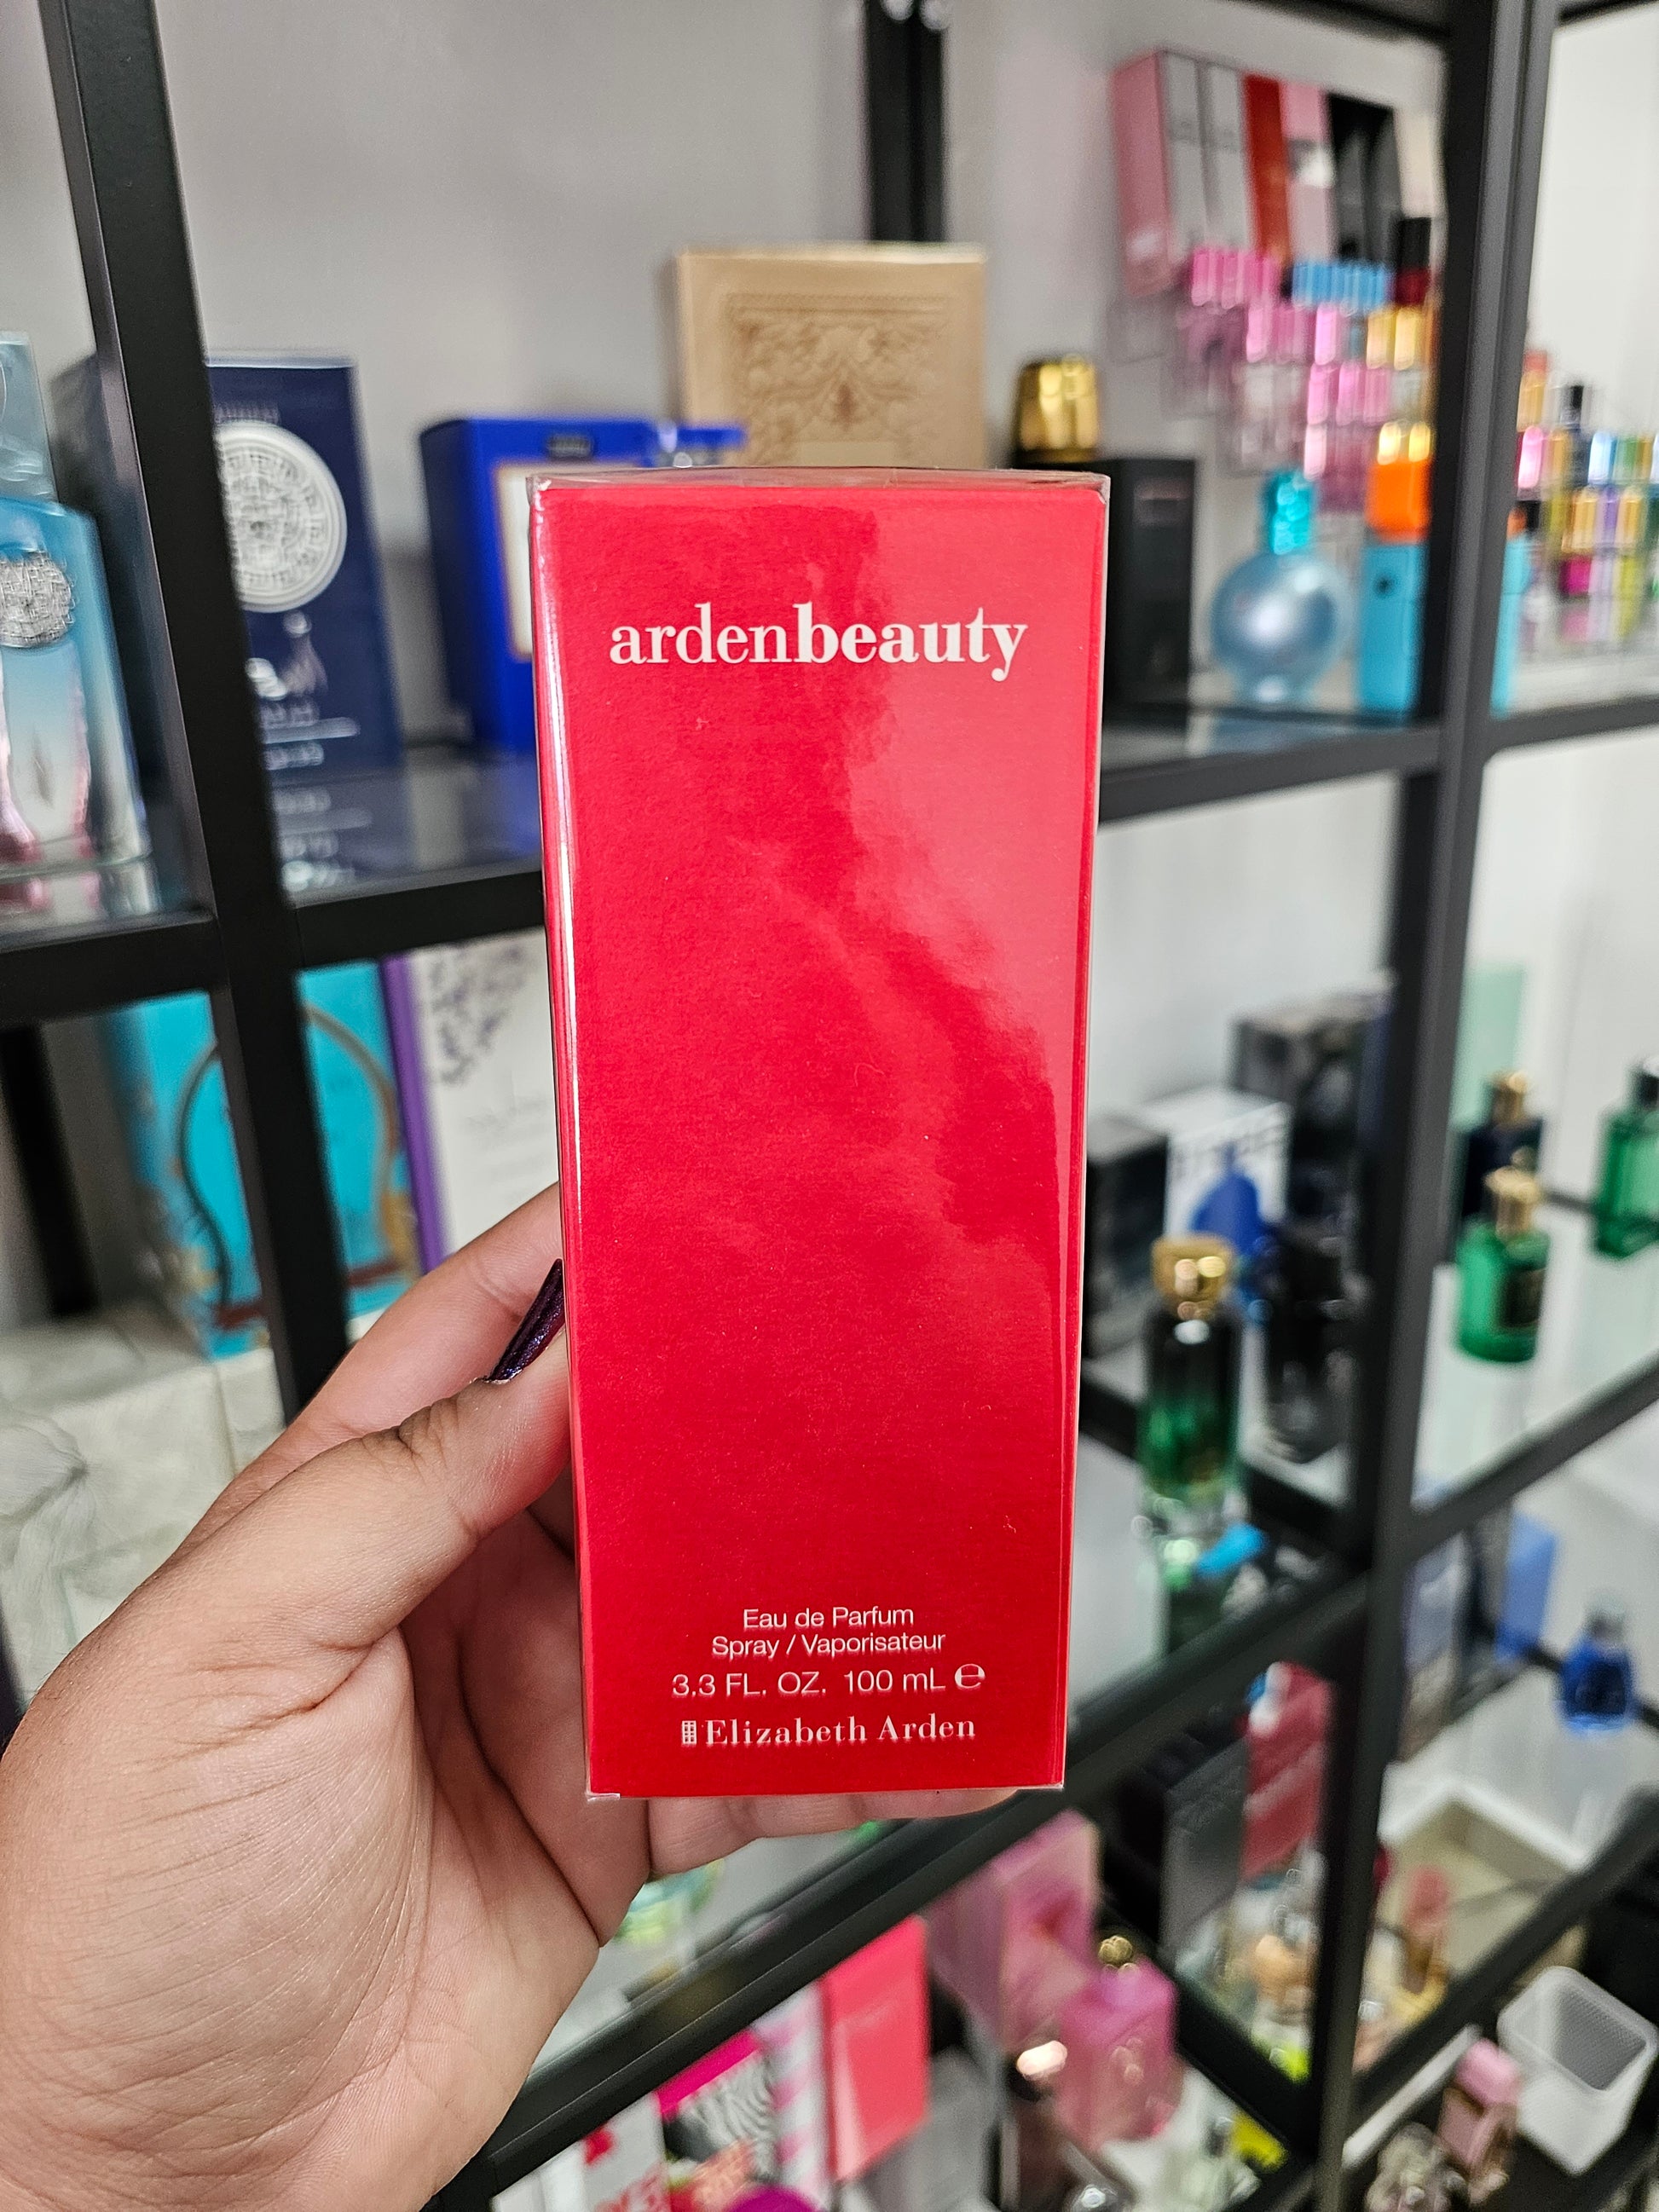 ardenbeauty
Eau de Parfum
Spray / Vaporisateur
3.3 FL. OZ. 100 mL ℮
Elizabeth Arden